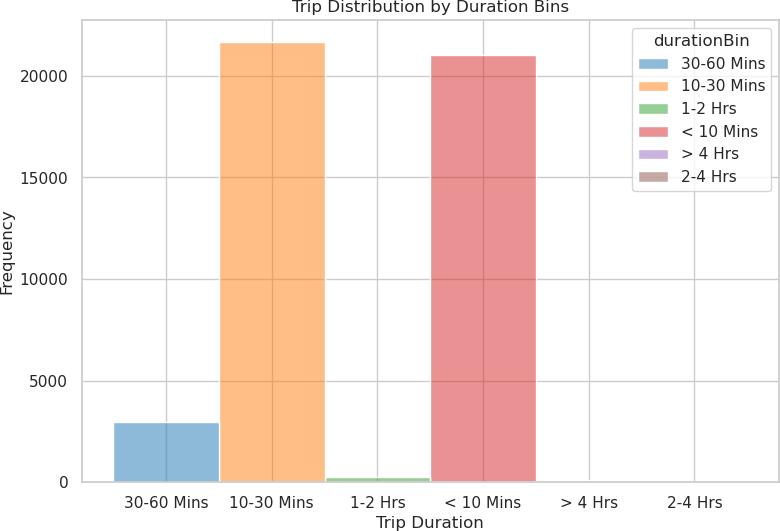 Trip Distribution by Duration Bins
durationBin
30-60 Mins
10-30 Mins
1-2 Hrs
< 10 Mins
> 4 Hrs
2-4 Hrs
20000
15000
10000
5000
0
Frequency
30-60 Mins 10-30 Mins 1-2 Hrs < 10 Mins > 4 Hrs 2-4 Hrs
Trip Duration